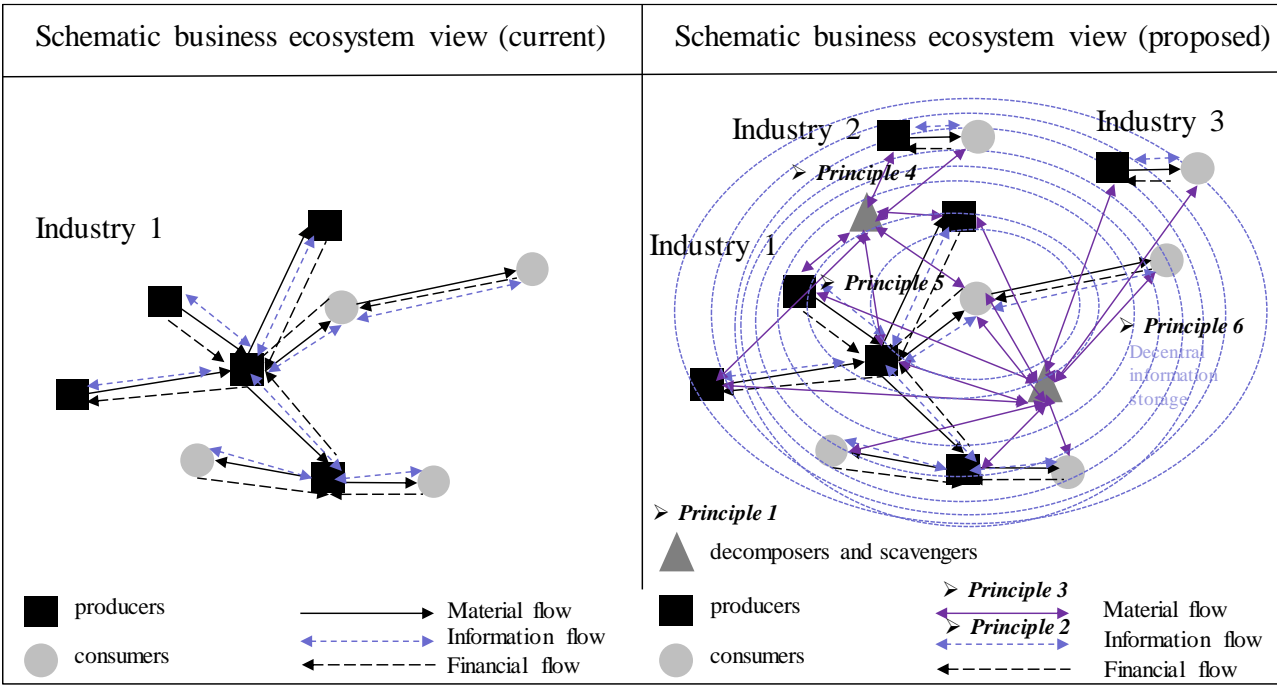 Schematic business ecosystem view (current)
Schematic business ecosystem view (proposed)
Industry 1
producers
consumers
Material flow
Information flow
Financial flow
Industry 2
Industry 3
➢ Principle 4
Industry 1
➢ Principle 5
➢ Principle 6
Decentral
information
storage
➢ Principle 1
decomposers and scavengers
➢ Principle 3
producers
Material flow
➢ Principle 2
Information flow
consumers
Financial flow